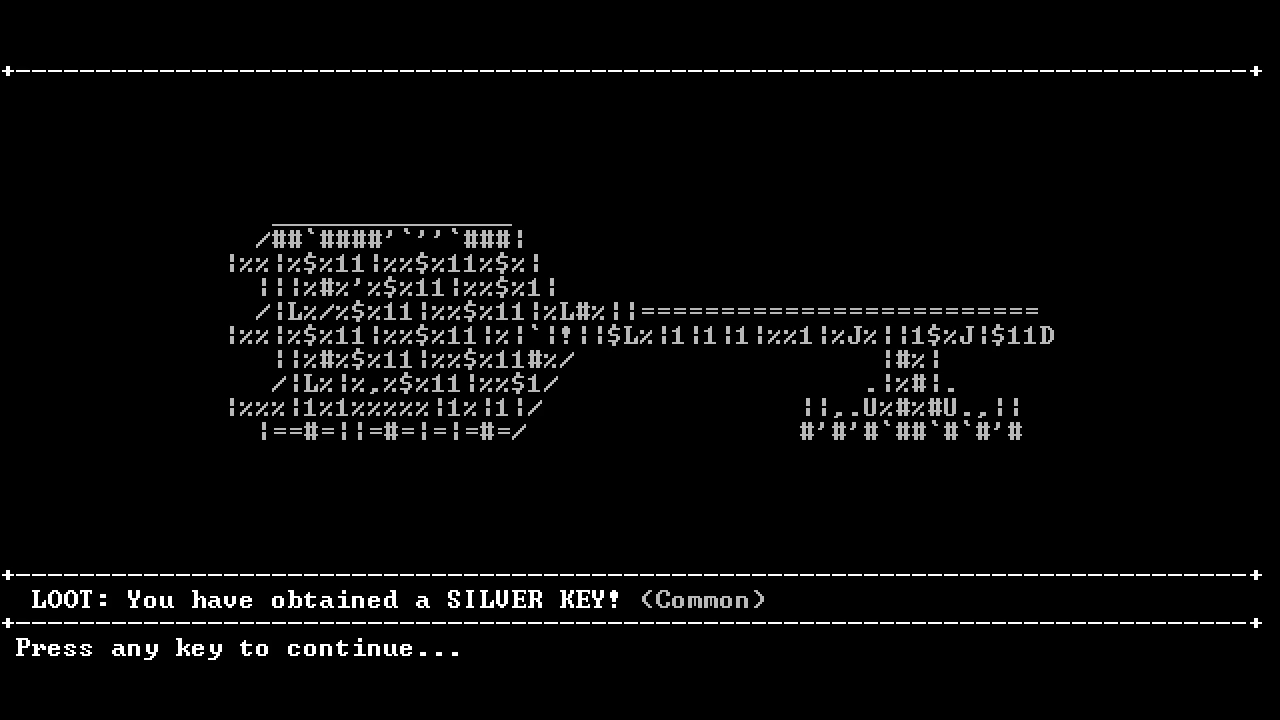 LOOT: You have obtained a SILVER KEY! (Common)
Press any key to continue...